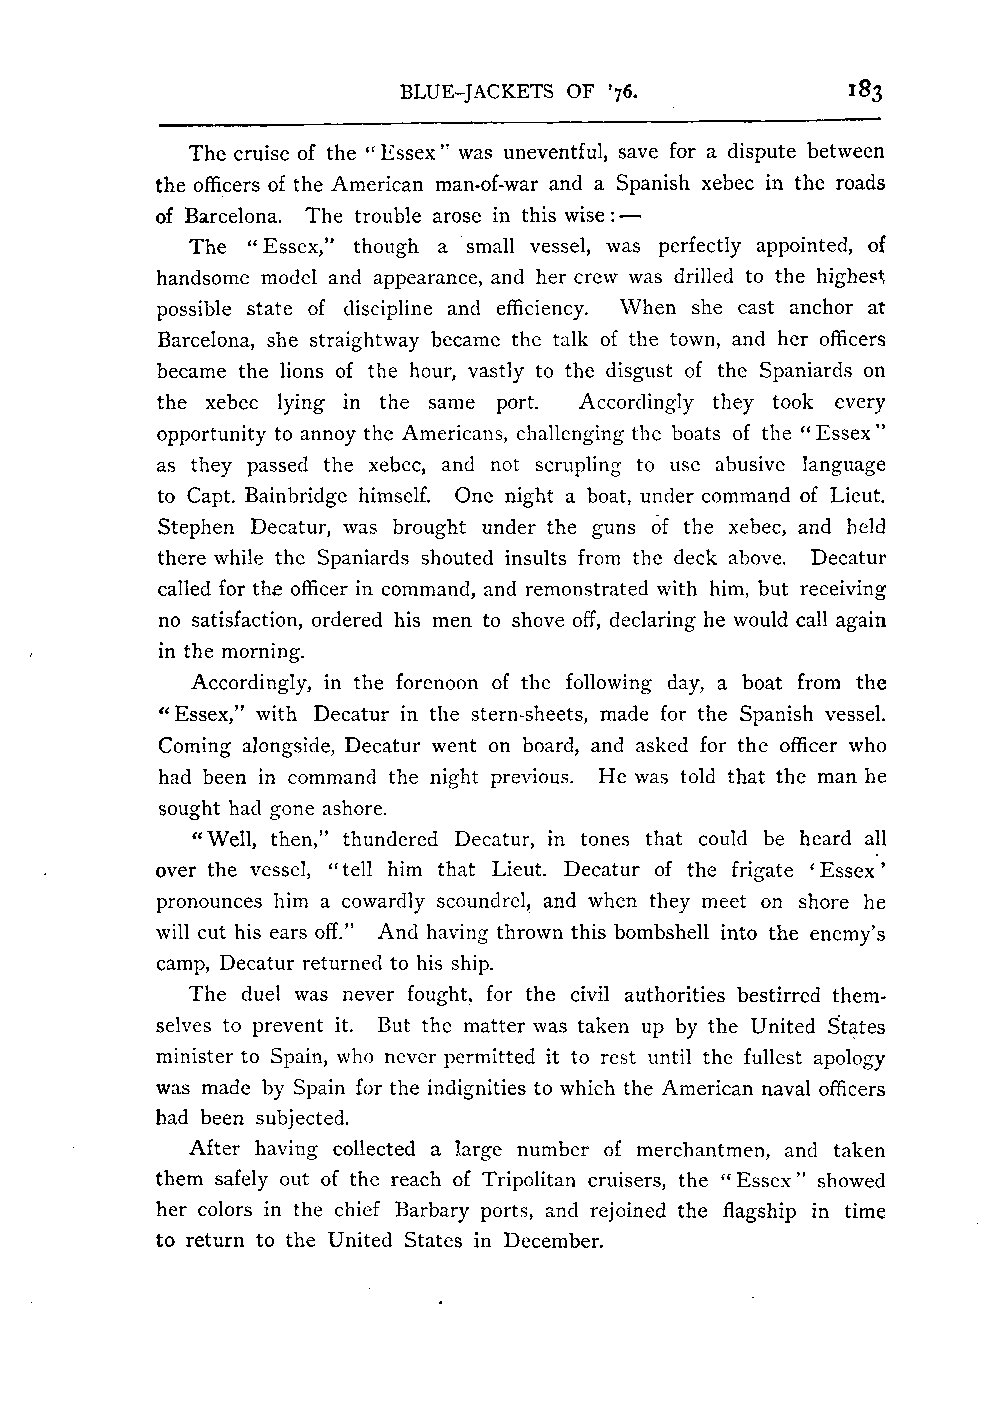 BLUE-JACKETS OF '76. 183
The cruise of the "Essex" was uneventful, save for a dispute between
the officers of the American man-of-war and a Spanish xebec in the roads
of Barcelona. The trouble arose in this wise:—
The "Essex," though a small vessel, was perfectly appointed, of
handsome model and appearance, and her crew was drilled to the highest
possible state of discipline and efficiency. When she cast anchor at
Barcelona, she straightway became the talk of the town, and her officers
became the lions of the hour, vastly to the disgust of the Spaniards on
the xebec lying in the same port. Accordingly they took every
opportunity to annoy the Americans, challenging the boats of the "Essex"
as they passed the xebec, and not scrupling to use abusive language
to Capt. Bainbridge himself. One night a boat, under command of Lieut.
Stephen Decatur, was brought under the guns of the xebec, and held
there while the Spaniards shouted insults from the deck above. Decatur
called for the officer in command, and remonstrated with him, but receiving
no satisfaction, ordered his men to shove off, declaring he would call again
in the morning.
Accordingly, in the forenoon of the following day, a boat from the
"Essex," with Decatur in the stern-sheets, made for the Spanish vessel.
Coming alongside, Decatur went on board, and asked for the officer who
had been in command the night previous. He was told that the man he
sought had gone ashore.
"Well, then," thundered Decatur, in tones that could be heard all
over the vessel, "tell him that Lieut. Decatur of the frigate 'Essex'
pronounces him a cowardly scoundrel, and when they meet on shore he
will cut his ears off." And having thrown this bombshell into the enemy's
camp, Decatur returned to his ship.
The duel was never fought, for the civil authorities bestirred them-
selves to prevent it. But the matter was taken up by the United States
minister to Spain, who never permitted it to rest until the fullest apology
was made by Spain for the indignities to which the American naval officers
had been subjected.
After having collected a large number of merchantmen, and taken
them safely out of the reach of Tripolitan cruisers, the "Essex" showed
her colors in the chief Barbary ports, and rejoined the flagship in time
to return to the United States in December.